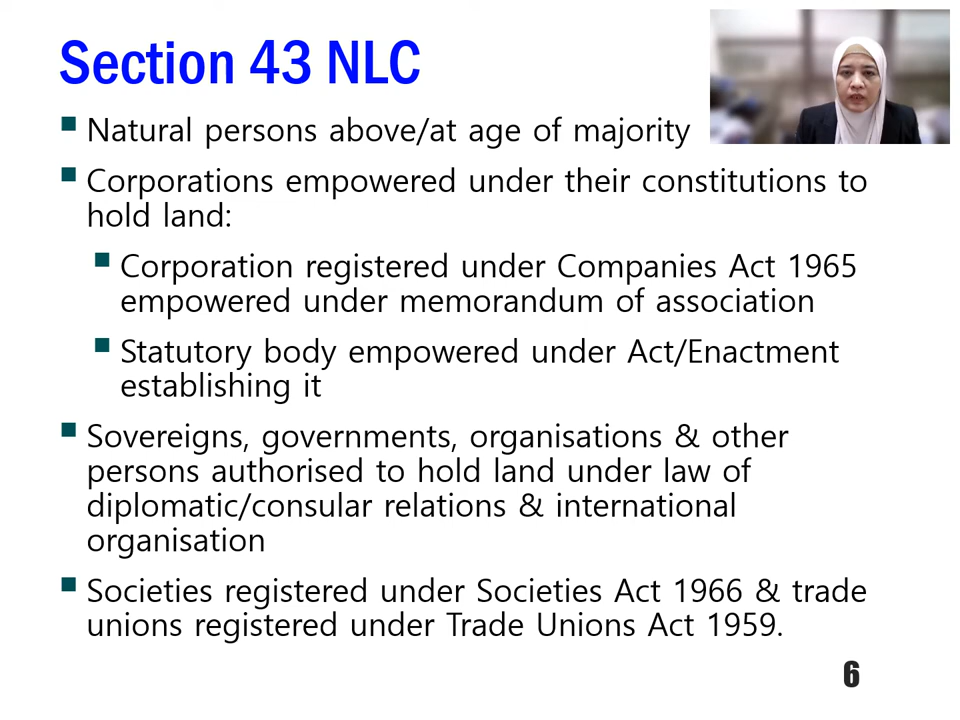 Section 43 NLC
Natural persons above/at age of majority
Corporations empowered under their constitutions to
hold land:
Corporation registered under Companies Act 1965
empowered under memorandum of association
Statutory body empowered under Act/Enactment
establishing it
Sovereigns, governments, organisations & other
persons authorised to hold land under law of
diplomatic/consular relations & international
organisation
Societies registered under Societies Act 1966 & trade
unions registered under Trade Unions Act 1959.
6